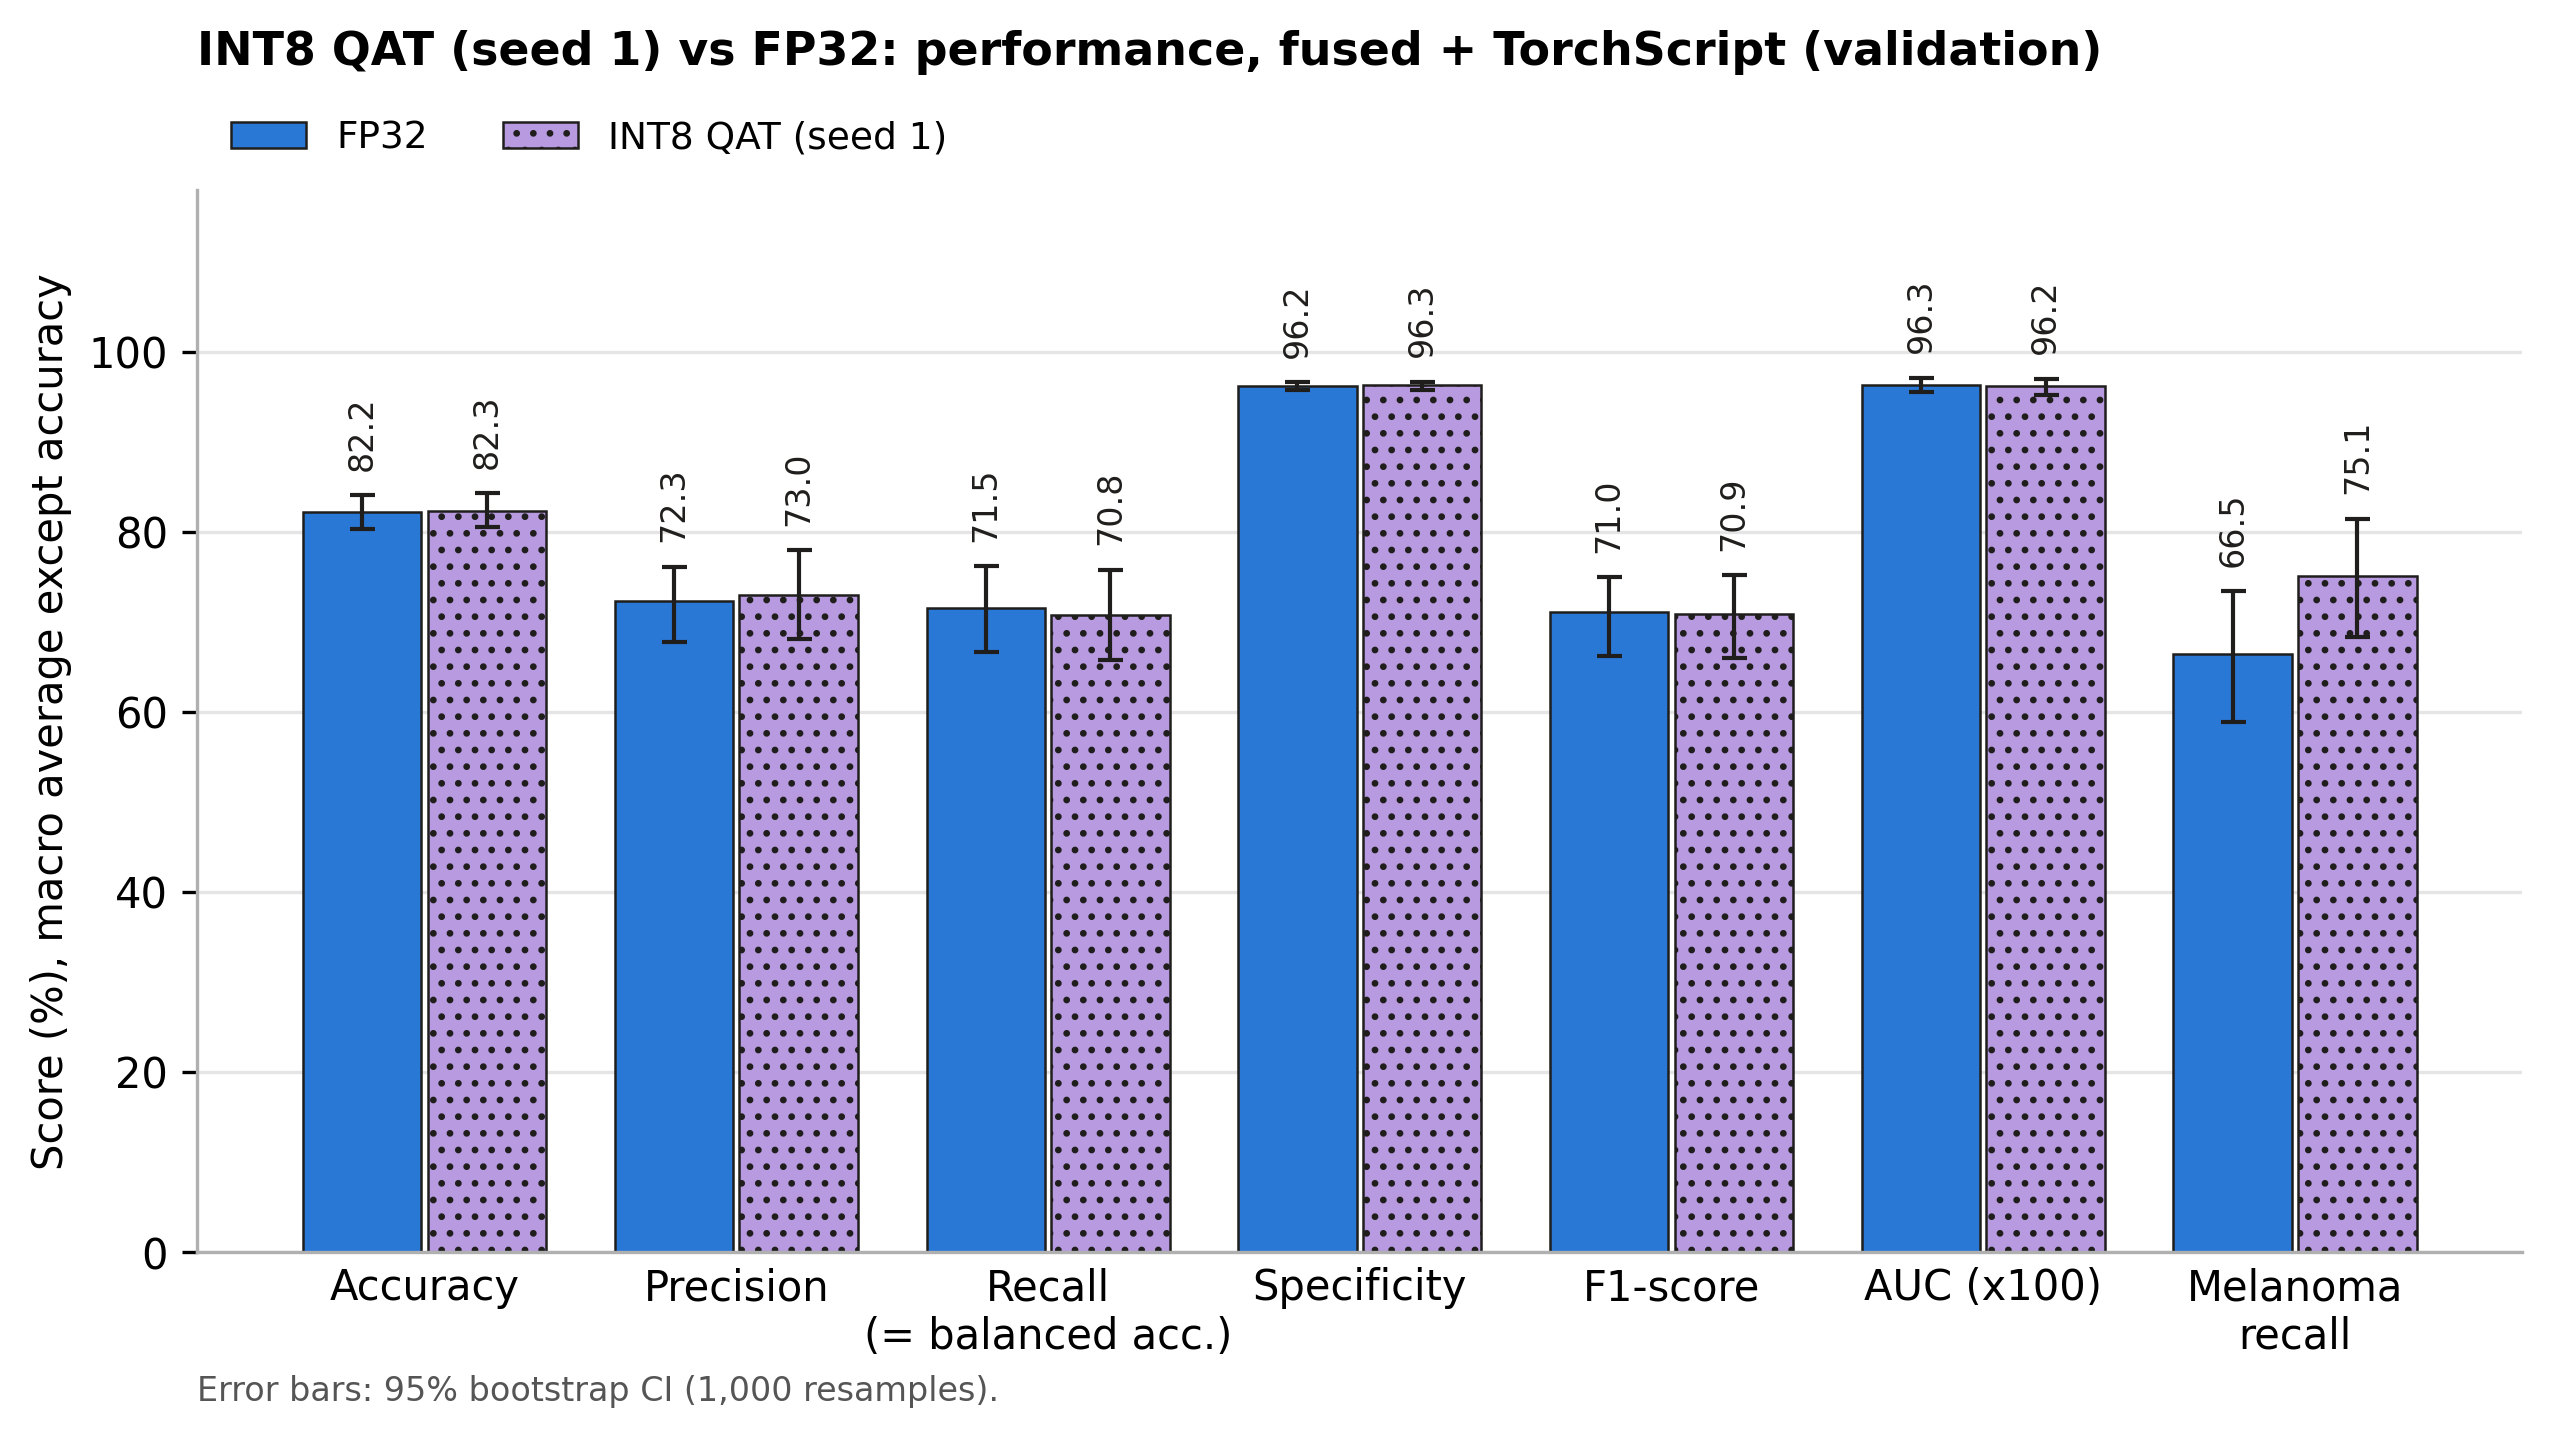 INT8 QAT (seed 1) vs FP32: performance, fused + TorchScript (validation)
FP32
INT8 QAT (seed 1)
Score (%), macro average except accuracy
100
80
60
40
20
0
82.2
82.3
72.3
73.0
71.5
70.8
96.2
96.3
71.0
70.9
96.3
96.2
66.5
75.1
Accuracy
Precision
Recall
(= balanced acc.)
Specificity
F1-score
AUC (x100)
Melanoma
recall
Error bars: 95% bootstrap CI (1,000 resamples).